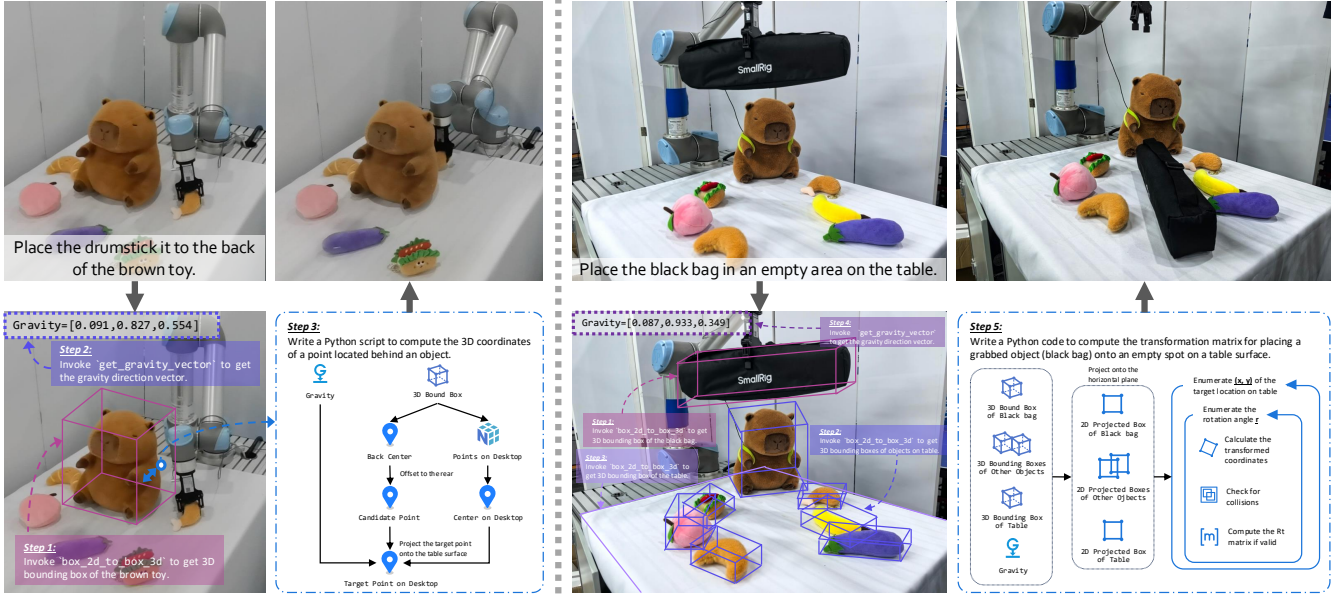 Place the drumstick it to the back
of the brown toy.
Gravity=[0.091,0.827,0.554]
Step 2:
Invoke `get_gravity_vector` to get
the gravity direction vector.
Step 1:
Invoke `box_2d_to_box_3d` to get 3D
bounding box of the brown toy.
Step 3:
Write a Python script to compute the 3D coordinates
of a point located behind an object.
G
Gravity
3D Bound Box
Back Center
Points on Desktop
Offset to the rear
Candidate Point
Center on Desktop
Project the target point
onto the table surface
Target Point on Desktop
SmallRig
Place the black bag in an empty area on the table.
Gravity=[0.087,0.933,0.349]
Step 4:
Invoke `get_gravity_vector`
to get the gravity direction vector.
SmallRig
Step 1:
Invoke `box_2d_to_box_3d` to get
3D bounding box of the black bag.
Step 3:
Invoke `box_2d_to_box_3d` to
get 3D bounding box of the table.
Step 2:
Invoke `box_2d_to_box_3d` to get
3D bounding boxes of objects on table.
Step 5:
Write a Python code to compute the transformation matrix for placing a
grabbed object (black bag) onto an empty spot on a table surface.
3D Bound Box
of Black bag
3D Bounding Boxes
of Other Objects
3D Bounding Box
of Table
G
Gravity
Project onto the
horizontal plane
2D Projected Box
of Black bag
2D Projected Boxes
of Other Ojbects
2D Projected Box
of Table
Enumerate (x, y) of the
target location on table
Enumerate the
rotation angle r
Calculate the
transformed
coordinates
Check for
collisions
[m]
Compute the Rt
matrix if valid